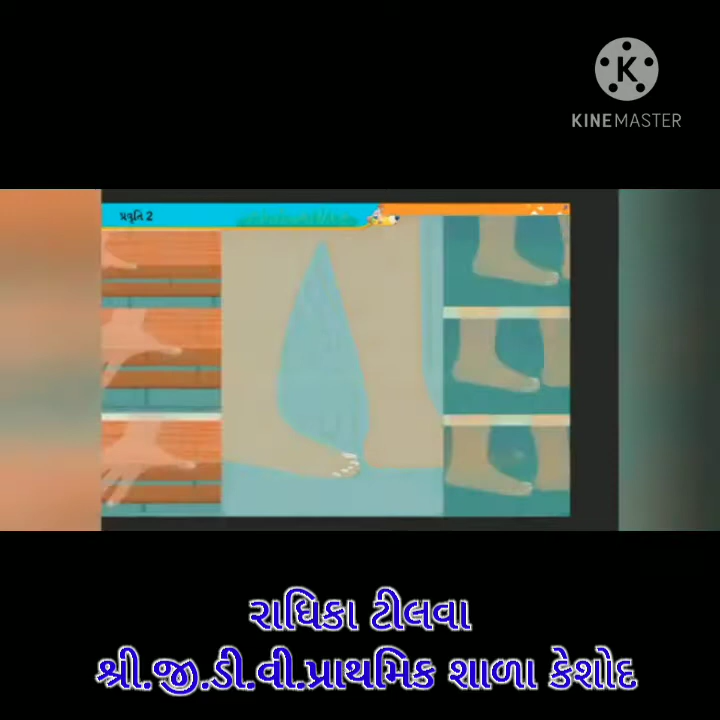 KINEMASTER
પ્રવૃત્તિ 2
રાધિકા ટીલવા
શ્રી.જી.ડી.વી.પ્રાથમિક શાળા કેશોદ